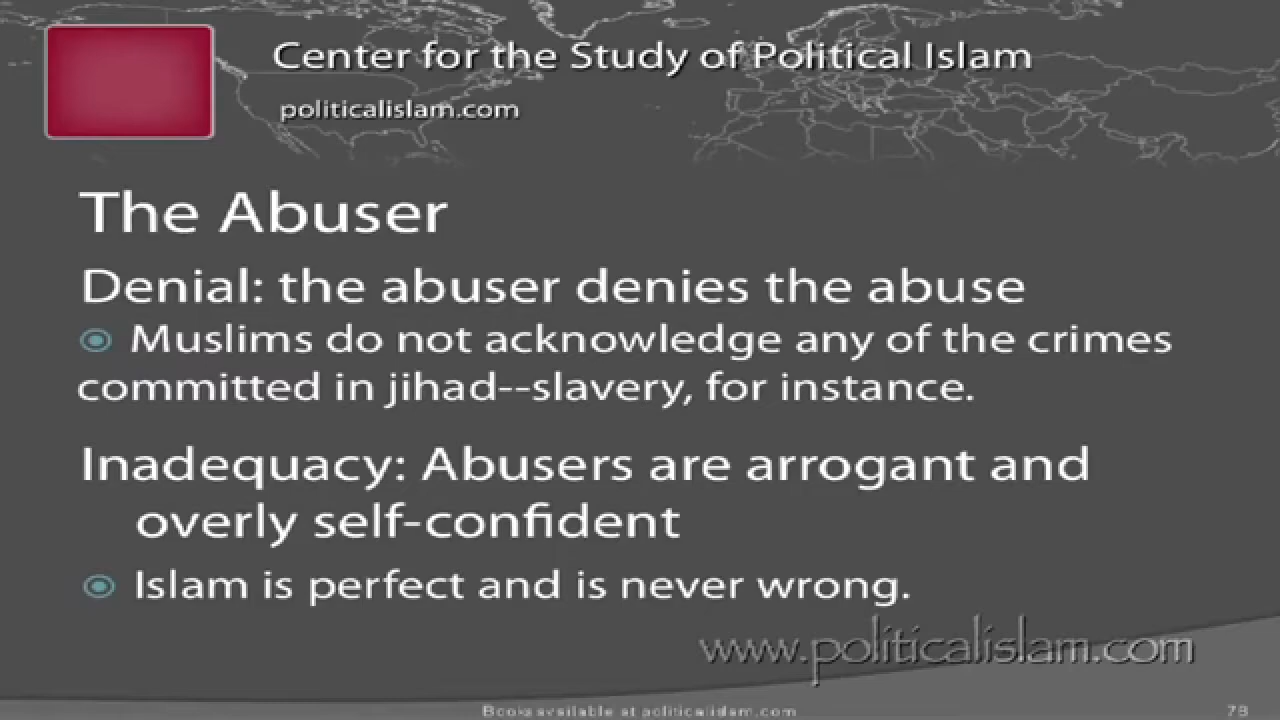 Center for the Study of Political Islam
politicalislam.com
The Abuser
Denial: the abuser denies the abuse
Muslims do not acknowledge any of the crimes
committed in jihad--slavery, for instance.
Inadequacy: Abusers are arrogant and
overly self-confident
Islam is perfect and is never wrong.
www.politicalislam.com
Books available at politicalislam.com
78